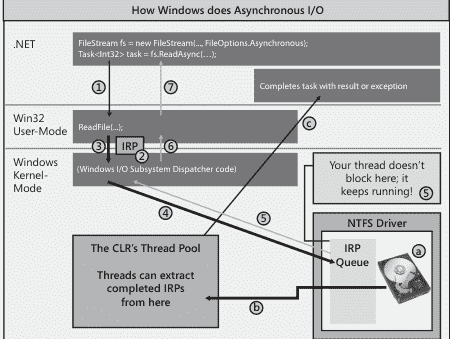 How Windows does Asynchronous I/O
.NET
FileStream fs = new FileStream(..., FileOptions.Asynchronous);
Task<Int32> task = fs.ReadAsync(...);
1
7
Completes task with result or exception
Win32
User-Mode
ReadFile(...);
c
3
IRP
2
6
Windows
Kernel-
Mode
(Windows I/O Subsystem Dispatcher code)
Your thread doesn't
block here; it
keeps running!
5
4
5
NTFS Driver
The CLR's Thread Pool
Threads can extract
completed IRPs
from here
IRP
Queue
a
b